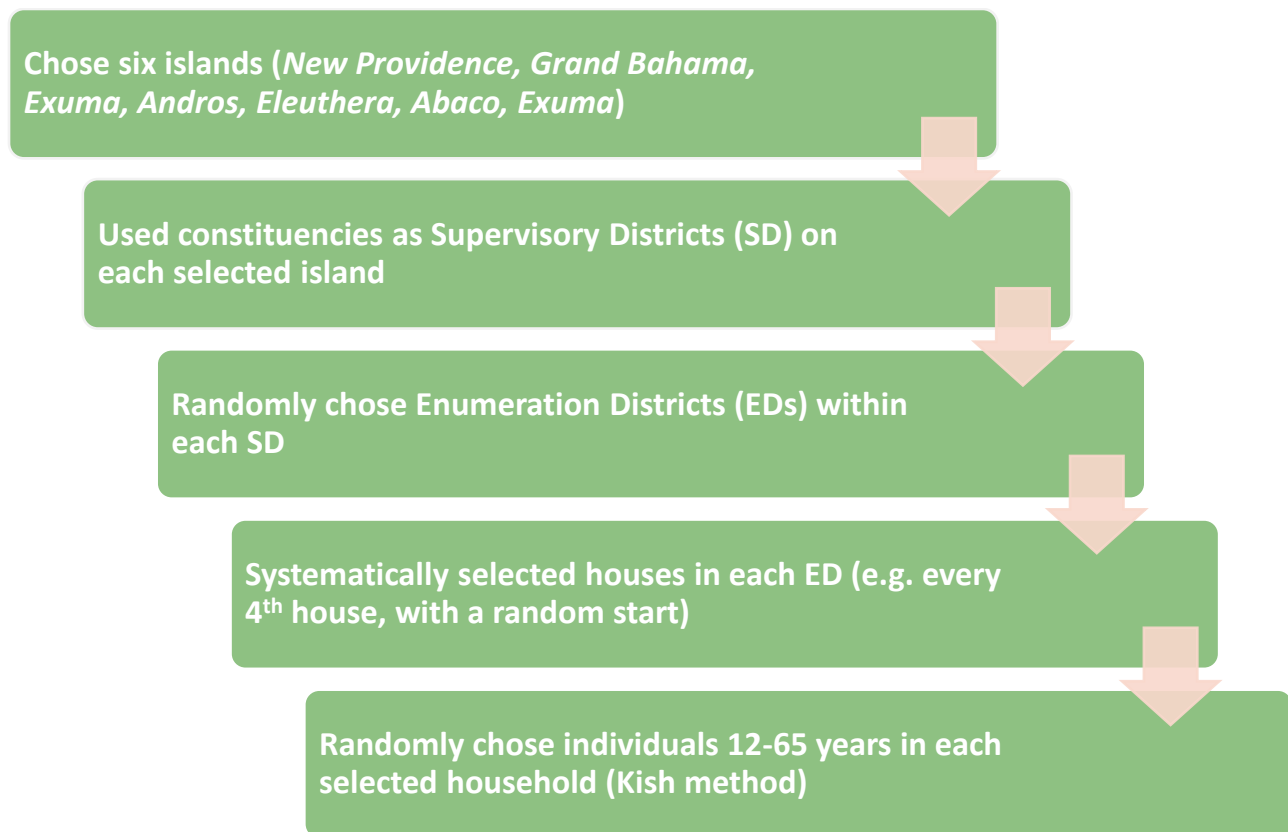 Chose six islands (New Providence, Grand Bahama,
Exuma, Andros, Eleuthera, Abaco, Exuma)
Used constituencies as Supervisory Districts (SD) on
each selected island
Randomly chose Enumeration Districts (EDs) within
each SD
Systematically selected houses in each ED (e.g. every
4th house, with a random start)
Randomly chose individuals 12-65 years in each
selected household (Kish method)